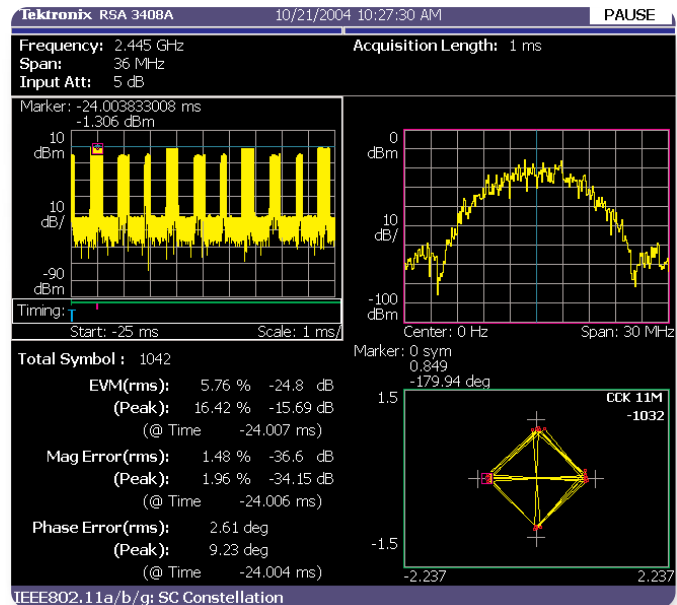 Tektronix RSA 3408A 10/21/2004 10:27:30 AM PAUSE
Frequency: 2.445 GHz
Span: 36 MHz
Input Att: 5 dB
Acquisition Length: 1 ms
Marker: -24.003833008 ms
-1.306 dBm
10
dBm
10
dB/
-90
dBm
Timing:
T
Start: -25 ms Scale: 1 ms/
0
dBm
10
dB/
-100
dBm
Center: 0 Hz Span: 30 MHz
Total Symbol : 1042
EVM(rms): 5.76 % -24.8 dB
(Peak): 16.42 % -15.69 dB
(@ Time -24.007 ms)
Mag Error(rms): 1.48 % -36.6 dB
(Peak): 1.96 % -34.15 dB
(@ Time -24.006 ms)
Phase Error(rms): 2.61 deg
(Peak): 9.23 deg
(@ Time -24.004 ms)
Marker: 0 sym
0.849
-179.94 deg
1.5
CCK 11M
-1032
-1.5
-2.237 2.237
IEEE802.11a/b/g: SC Constellation